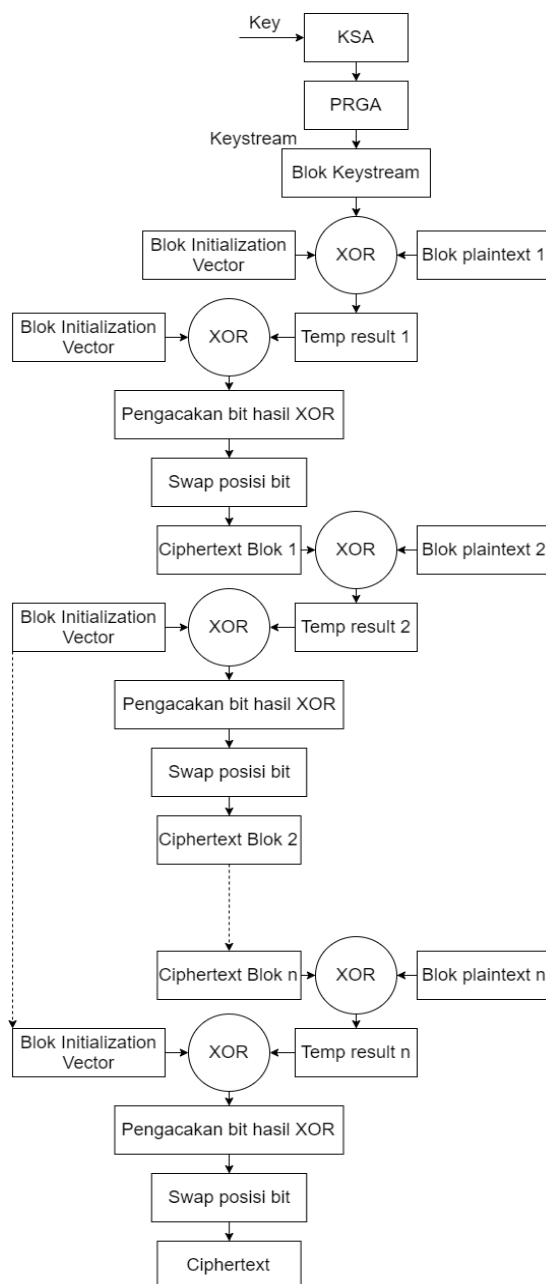 Key
KSA
PRGA
Keystream
Blok Keystream
Blok Initialization
Vector
XOR
Blok plaintext 1
Blok Initialization
Vector
XOR
Temp result 1
Pengacakan bit hasil XOR
Swap posisi bit
Ciphertext Blok 1
XOR
Blok plaintext 2
Blok Initialization
Vector
XOR
Temp result 2
Pengacakan bit hasil XOR
Swap posisi bit
Ciphertext Blok 2
Ciphertext Blok n
XOR
Blok plaintext n
Blok Initialization
Vector
XOR
Temp result n
Pengacakan bit hasil XOR
Swap posisi bit
Ciphertext